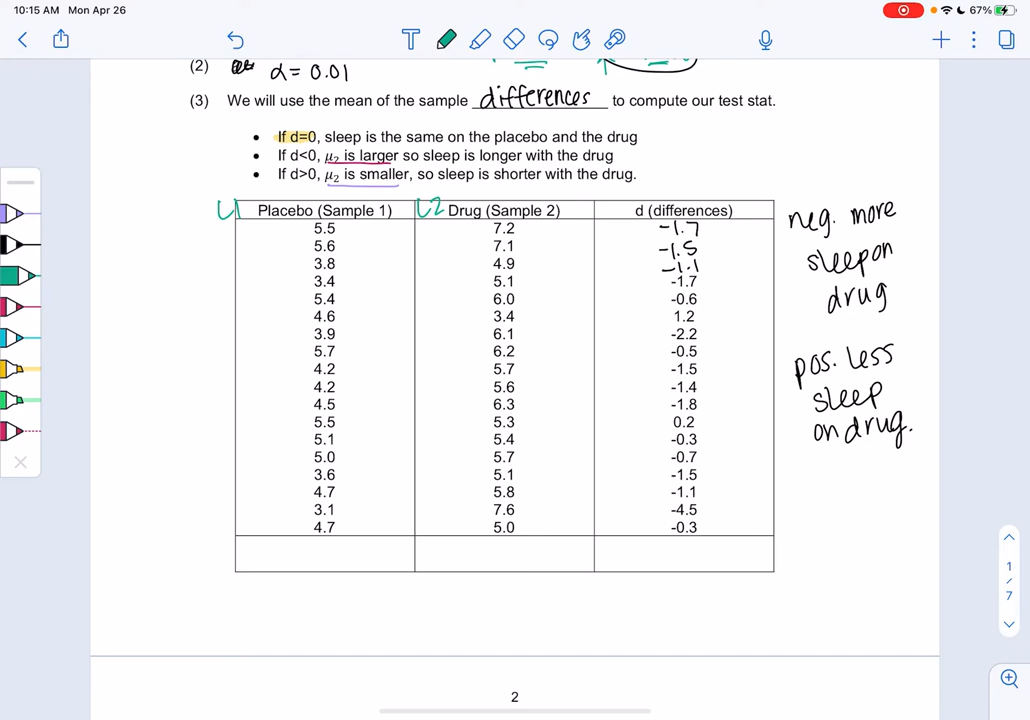 10:15 AM Mon Apr 26
67%
T
(2) α = 0.01
(3) We will use the mean of the sample differences to compute our test stat.
• If d=0, sleep is the same on the placebo and the drug
• If d<0, μ₂ is larger so sleep is longer with the drug
• If d>0, μ₂ is smaller, so sleep is shorter with the drug.
L1 Placebo (Sample 1) L2 Drug (Sample 2) d (differences)
5.5 7.2 -1.7
5.6 7.1 -1.5
3.8 4.9 -1.1
3.4 5.1 -1.7
5.4 6.0 -0.6
4.6 3.4 1.2
3.9 6.1 -2.2
5.7 6.2 -0.5
4.2 5.7 -1.5
4.2 5.6 -1.4
4.5 6.3 -1.8
5.5 5.3 0.2
5.1 5.4 -0.3
5.0 5.7 -0.7
3.6 5.1 -1.5
4.7 5.8 -1.1
3.1 7.6 -4.5
4.7 5.0 -0.3
neg. more
sleep on
drug
pos. less
sleep
on drug.
1
/
7
2